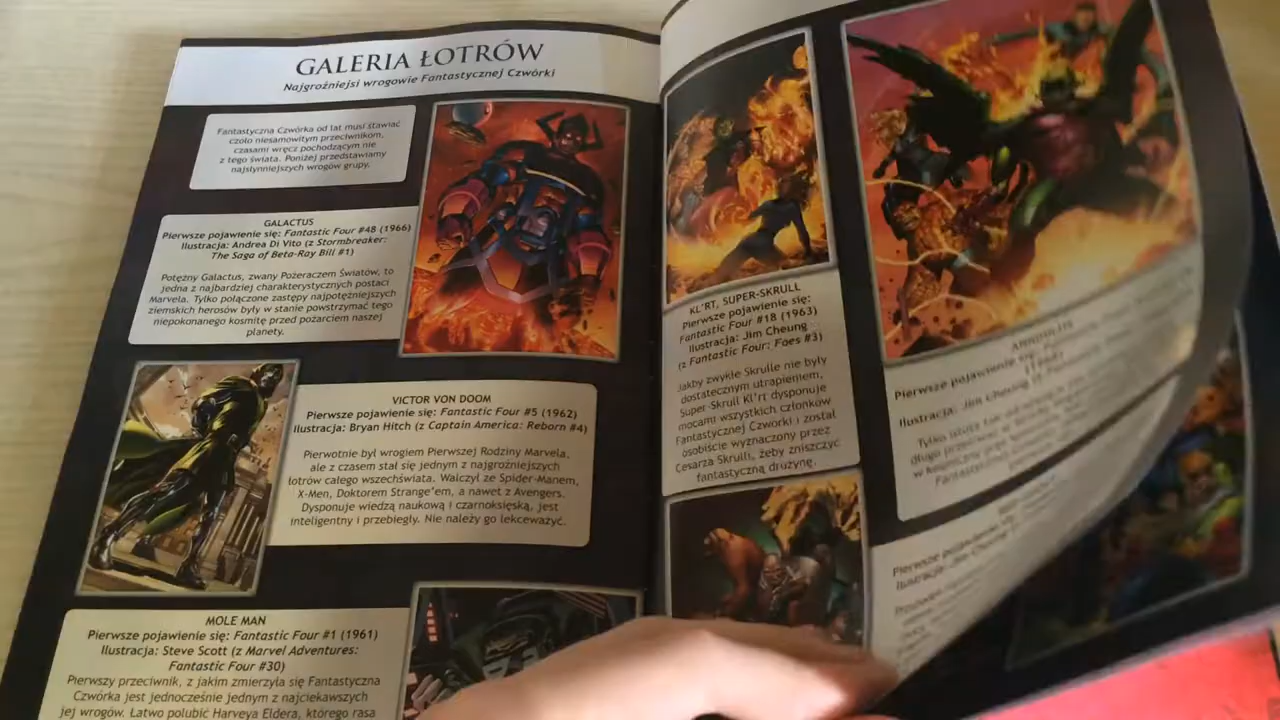 GALERIA ŁOTRÓW
Najgroźniejsi wrogowie Fantastycznej Czwórki
Fantastyczna Czwórka od lat musi stawiać
czoło niesamowitym przeciwnikom,
czasami wręcz pochodzącym nie
z tego świata. Poniżej przedstawiamy
najsłynniejszych wrogów grupy.
GALACTUS
Pierwsze pojawienie się: Fantastic Four #48 (1966)
Ilustracja: Andrea Di Vito (z Stormbreaker:
The Saga of Beta-Ray Bill #1)
Potężny Galactus, zwany Pożeraczem Światów, to
jedna z najbardziej charakterystycznych postaci
Marvela. Tylko połączone zastępy najpotężniejszych
ziemskich herosów były w stanie powstrzymać tego
niepokonanego kosmitę przed pożarciem naszej
planety.
VICTOR VON DOOM
Pierwsze pojawienie się: Fantastic Four #5 (1962)
Ilustracja: Bryan Hitch (z Captain America: Reborn #4)
Pierwotnie był wrogiem Pierwszej Rodziny Marvela,
ale z czasem stał się jednym z najgroźniejszych
łotrów całego wszechświata. Walczył ze Spider-Manem,
X-Men, Doktorem Strange'em, a nawet z Avengers.
Dysponuje wiedzą naukową i czarnoksięską, jest
inteligentny i przebiegły. Nie należy go lekceważyć.
MOLE MAN
Pierwsze pojawienie się: Fantastic Four #1 (1961)
Ilustracja: Steve Scott (z Marvel Adventures:
Fantastic Four #30)
Pierwszy przeciwnik, z jakim zmierzyła się Fantastyczna
Czwórka jest jednocześnie jednym z najciekawszych
jej wrogów. Łatwo polubić Harveya Eldera, którego rasa
KL'RT, SUPER-SKRULL
Pierwsze pojawienie się:
Fantastic Four #18 (1963)
Ilustracja: Jim Cheung
(z Fantastic Four: Foes #3)
Jakby zwykłe Skrulle nie były
dostatecznym utrapieniem,
Super-Skrull Kl'rt dysponuje
mocami wszystkich członków
Fantastycznej Czwórki i został
osobiście wyznaczony przez
Cesarza Skrulli, żeby zniszczyć
fantastyczną drużynę.
ANNIHILUS
Pierwsze pojawienie się:
Ilustracja: Jim Cheung
Pierwsze pojawienie
Ilustracja: Jim Cheung